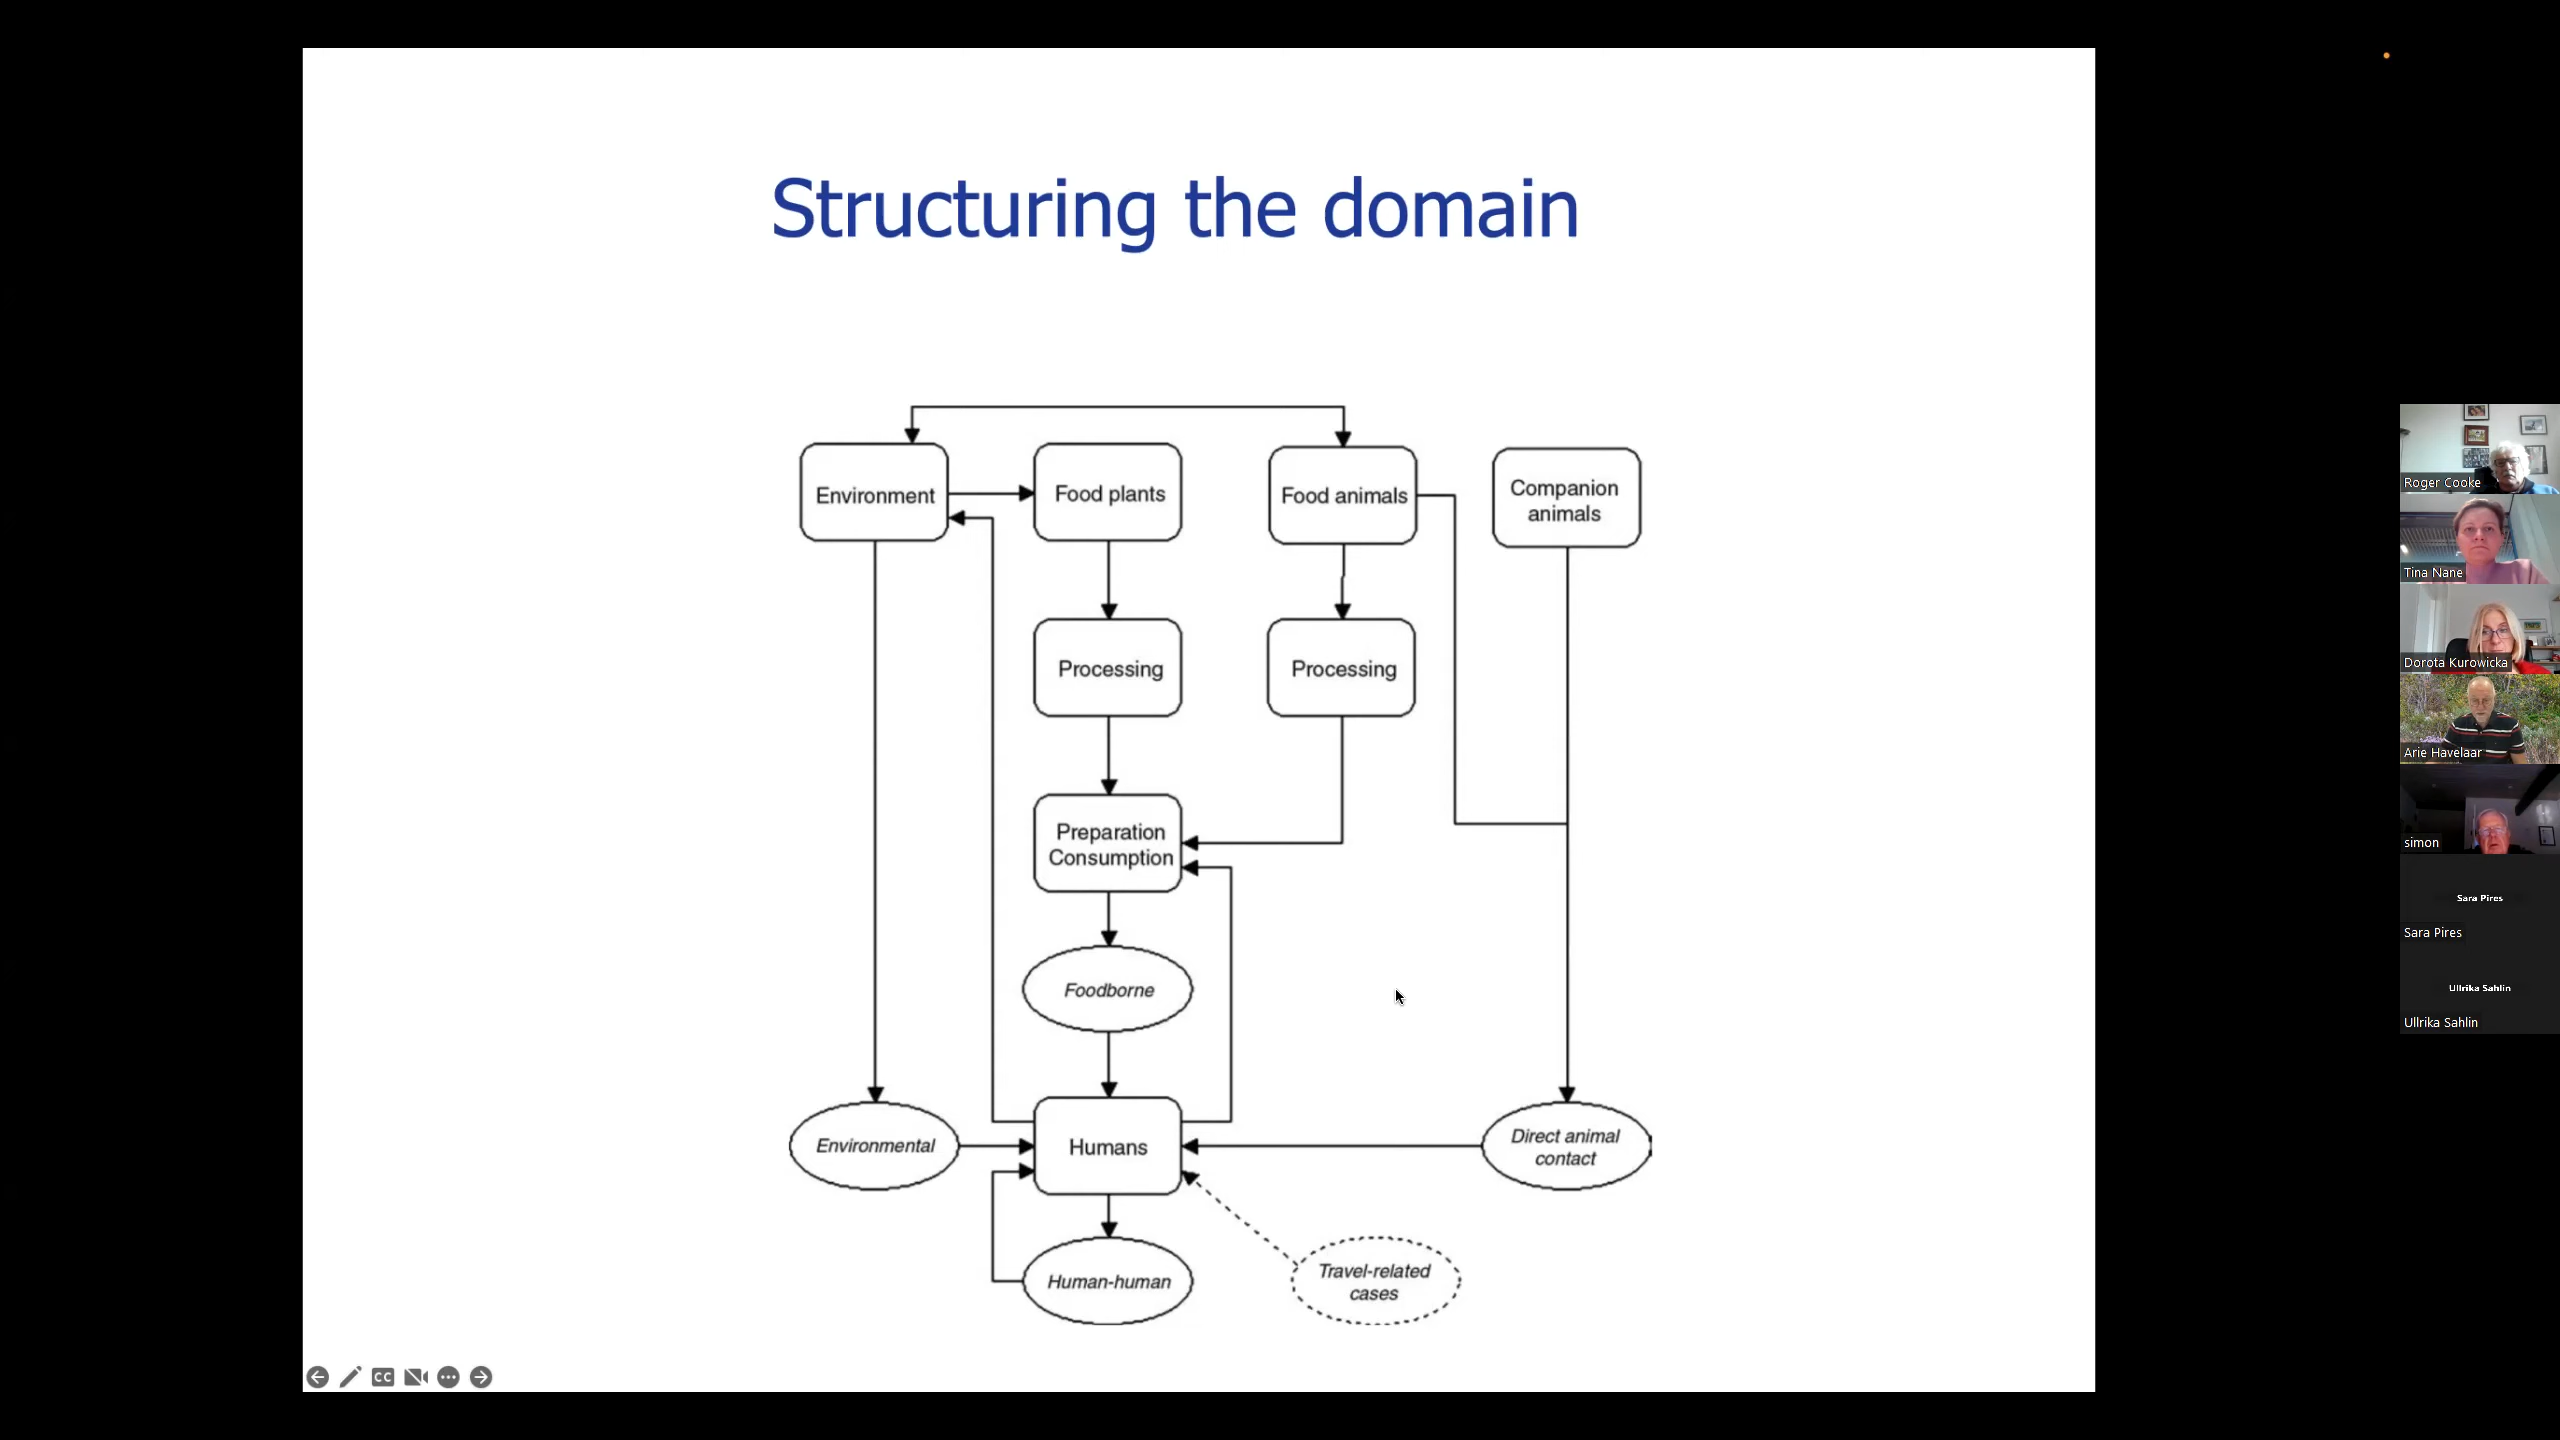 Structuring the domain
Environment
Food plants
Food animals
Companion
animals
Processing
Processing
Preparation
Consumption
Foodborne
Environmental
Humans
Direct animal
contact
Human-human
Travel-related
cases
CC
Roger Cooke
Tina Nane
Dorota Kurowicka
Arie Havelaar
simon
Sara Pires
Sara Pires
Ullrika Sahlin
Ullrika Sahlin